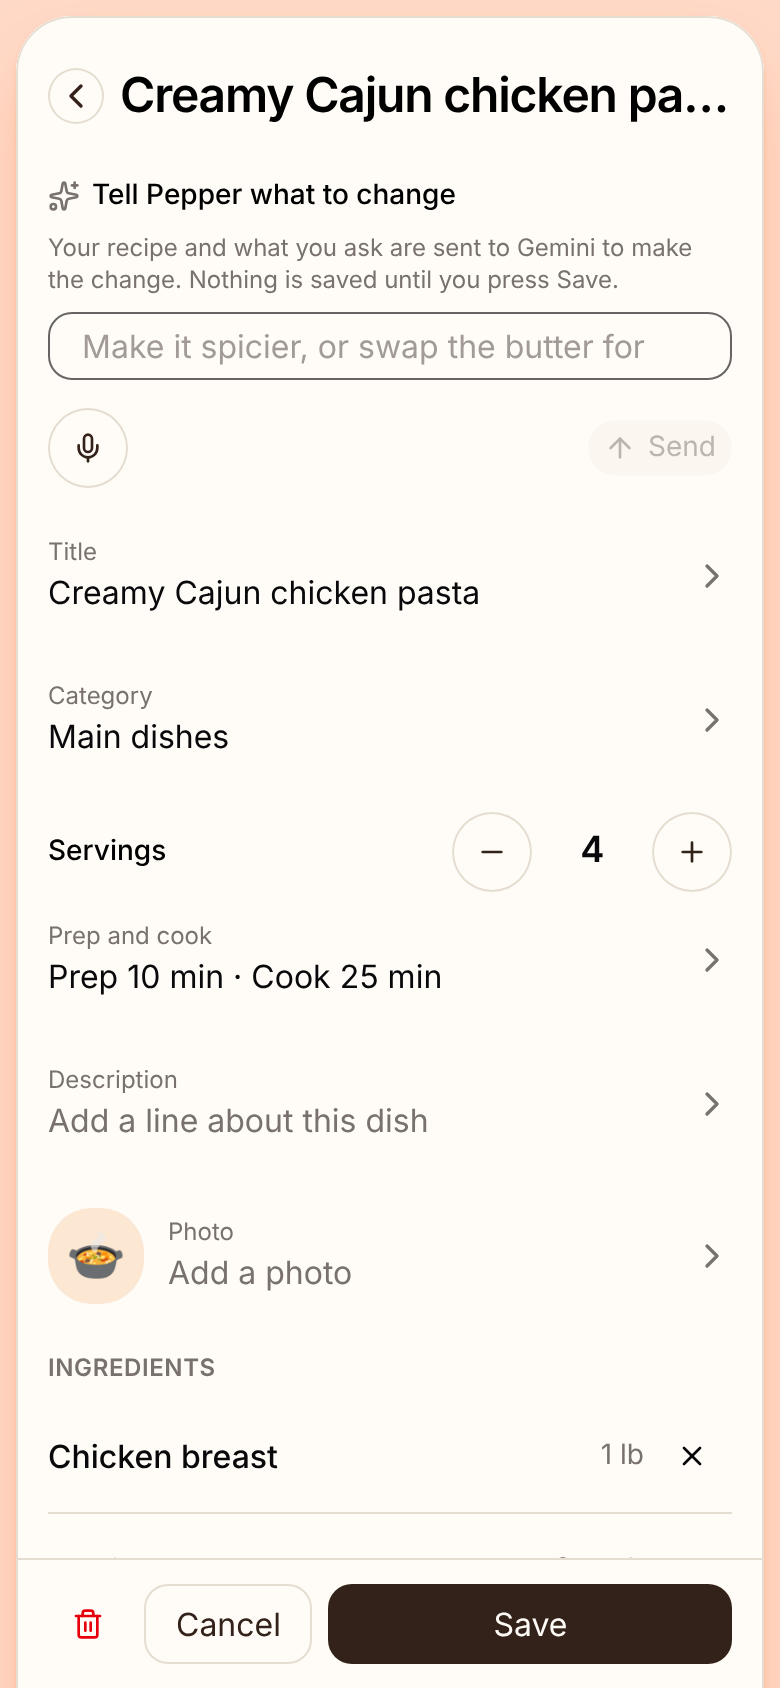 Creamy Cajun chicken pa...
Tell Pepper what to change
Your recipe and what you ask are sent to Gemini to make
the change. Nothing is saved until you press Save.
Make it spicier, or swap the butter for
Send
Title
Creamy Cajun chicken pasta
Category
Main dishes
Servings
4
Prep and cook
Prep 10 min · Cook 25 min
Description
Add a line about this dish
Photo
Add a photo
INGREDIENTS
Chicken breast 1 lb
Cancel
Save